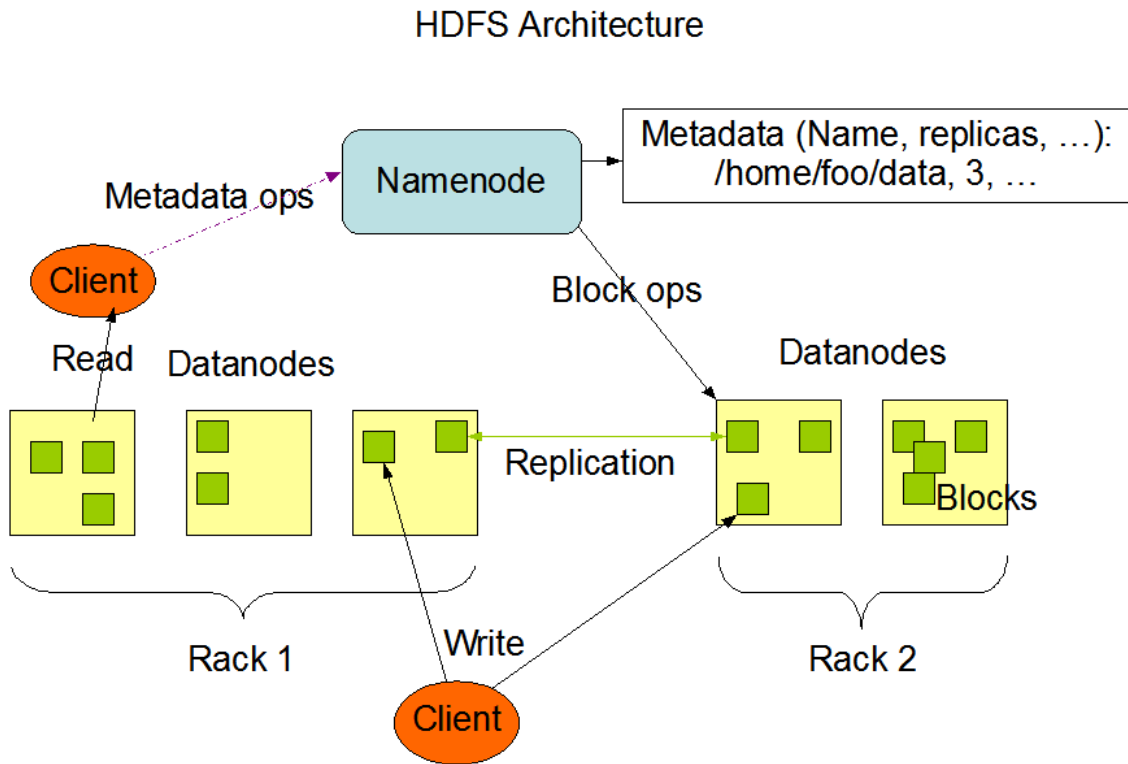 HDFS Architecture
Metadata (Name, replicas, …):
/home/foo/data, 3, …
Namenode
Metadata ops
Client
Block ops
Read
Datanodes
Datanodes
Replication
Blocks
Rack 1
Write
Rack 2
Client